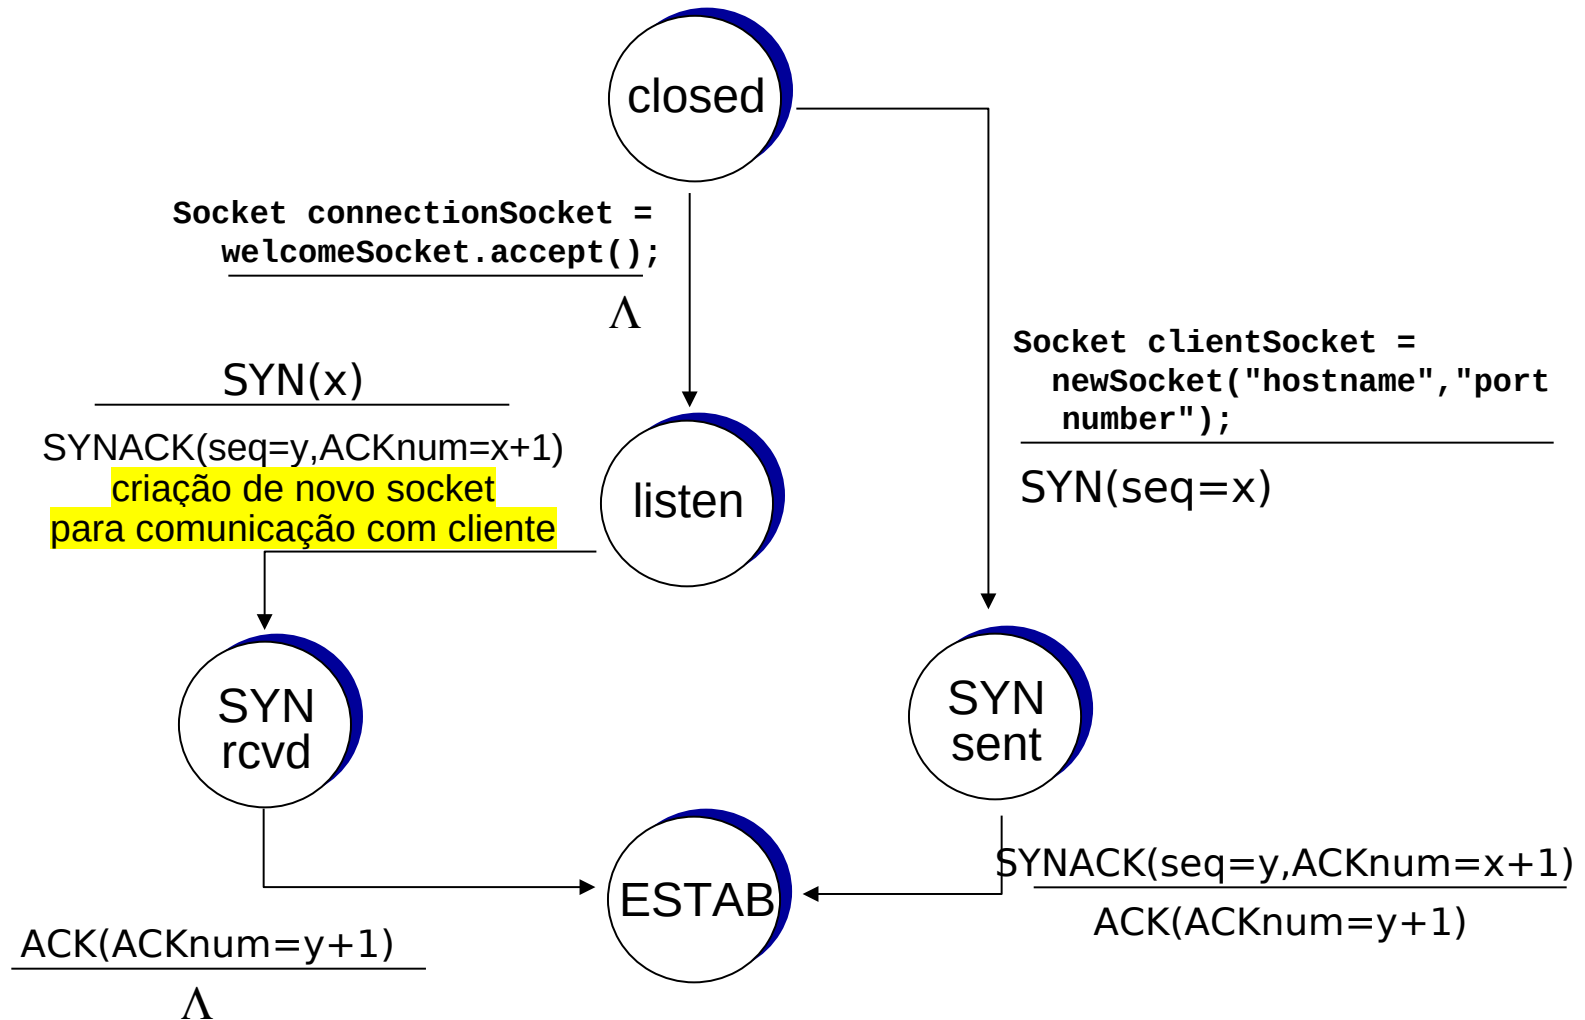 closed
Socket connectionSocket =
welcomeSocket.accept();
Λ
Socket clientSocket =
newSocket("hostname","port
number");
SYN(seq=x)
SYN(x)
SYNACK(seq=y,ACKnum=x+1)
criação de novo socket
para comunicação com cliente
listen
SYN
rcvd
SYN
sent
ESTAB
SYNACK(seq=y,ACKnum=x+1)
ACK(ACKnum=y+1)
ACK(ACKnum=y+1)
Λ